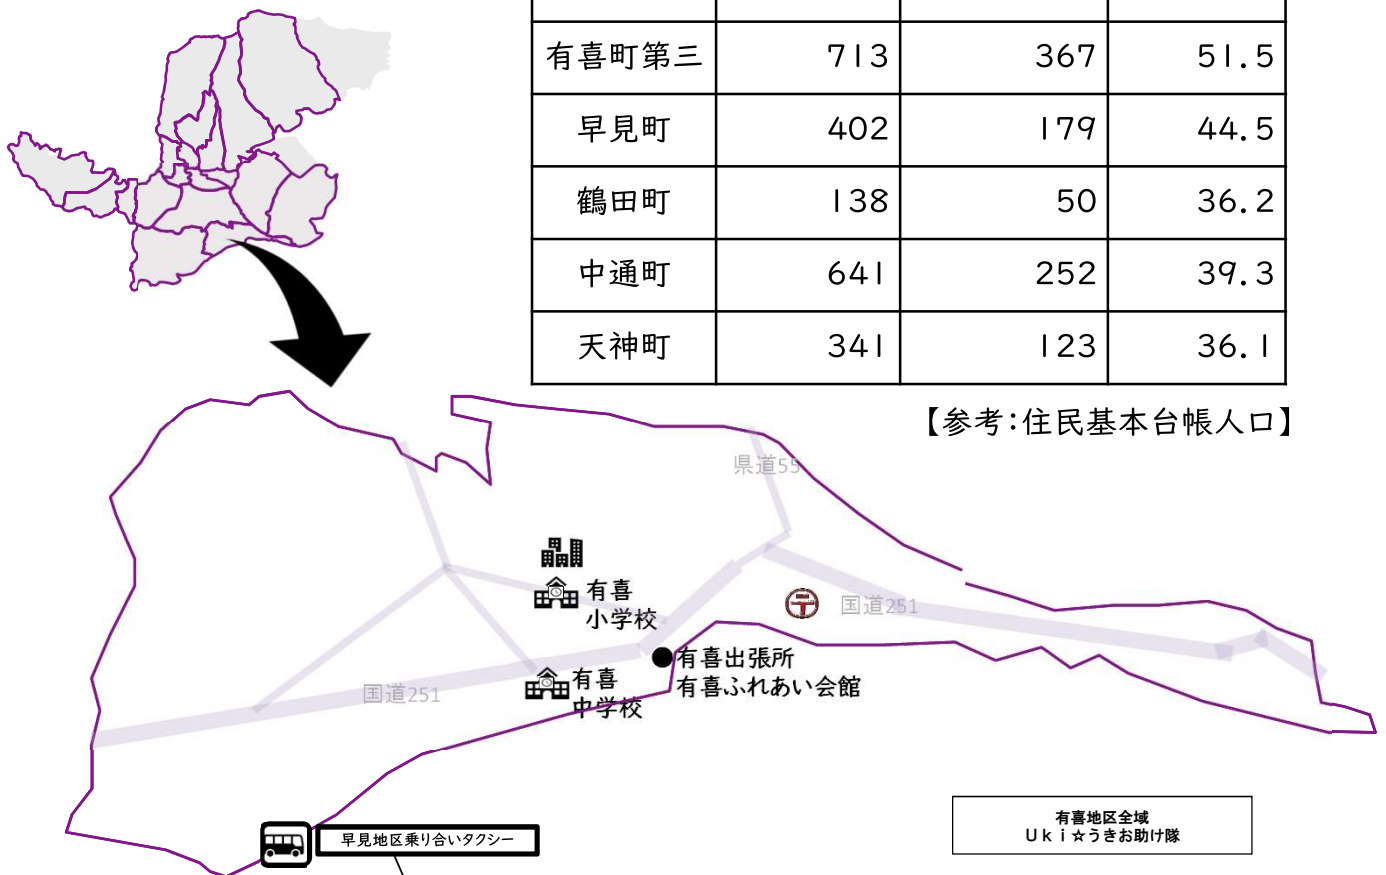 有喜町第三 713 367 51.5
早見町 402 179 44.5
鶴田町 138 50 36.2
中通町 641 252 39.3
天神町 341 123 36.1
【参考:住民基本台帳人口】
県道55
有喜
小学校
国道251
有喜出張所
有喜ふれあい会館
有喜
中学校
国道251
早見地区乗り合いタクシー
有喜地区全域
Uki☆うきお助け隊